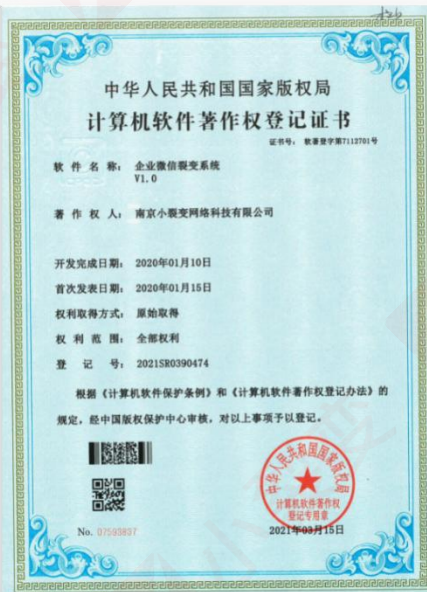 中华人民共和国国家版权局
计算机软件著作权登记证书
证书号： 软著登字第7112701号
软 件 名 称： 企业微信裂变系统
V1.0
著 作 权 人： 南京小裂变网络科技有限公司
开发完成日期： 2020年01月10日
首次发表日期： 2020年01月15日
权利取得方式： 原始取得
权 利 范 围： 全部权利
登 记 号： 2021SR0390474
根据《计算机软件保护条例》和《计算机软件著作权登记办法》的
规定，经中国版权保护中心审核，对以上事项予以登记。
中华人民共和国国家版权局
计算机软件著作权
登记专用章
No. 07593897
2021年03月15日